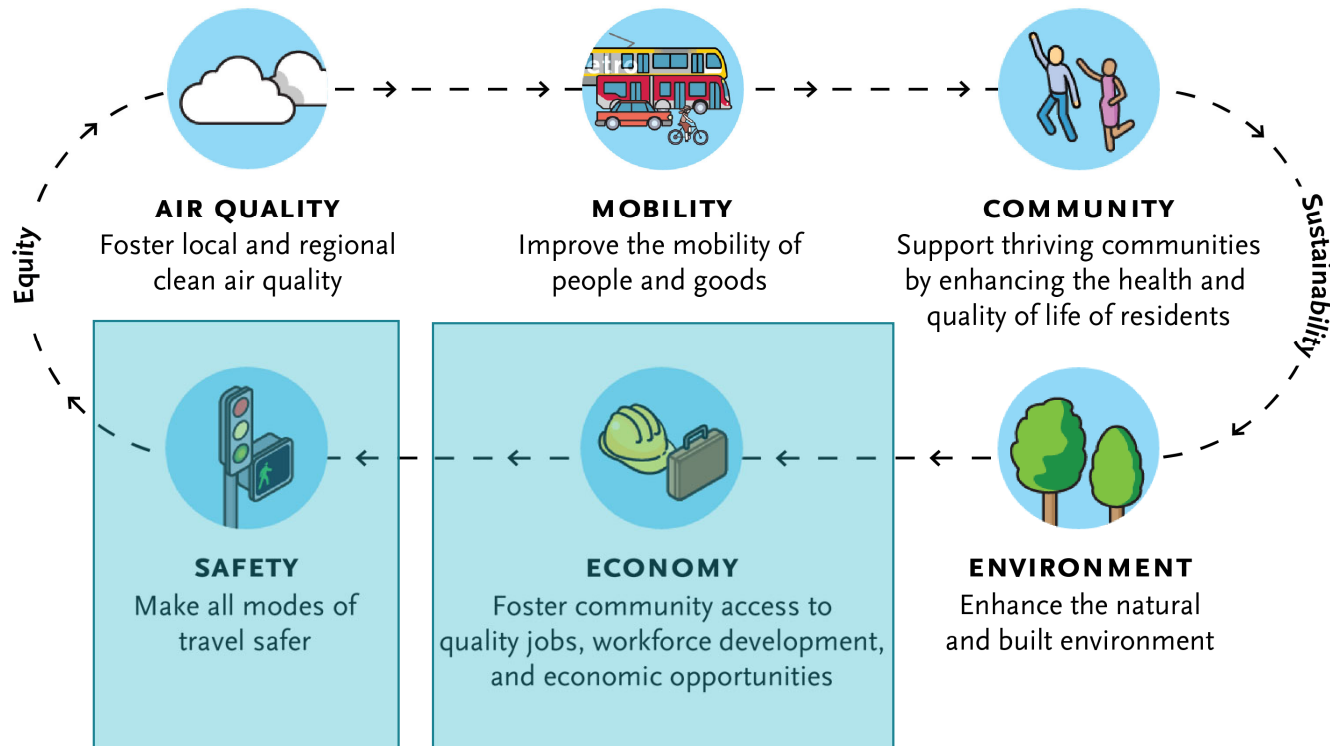 etro
AIR QUALITY
Foster local and regional
clean air quality
MOBILITY
Improve the mobility of
people and goods
COMMUNITY
Support thriving communities
by enhancing the health and
quality of life of residents
Equity
Sustainability
SAFETY
Make all modes of
travel safer
ECONOMY
Foster community access to
quality jobs, workforce development,
and economic opportunities
ENVIRONMENT
Enhance the natural
and built environment